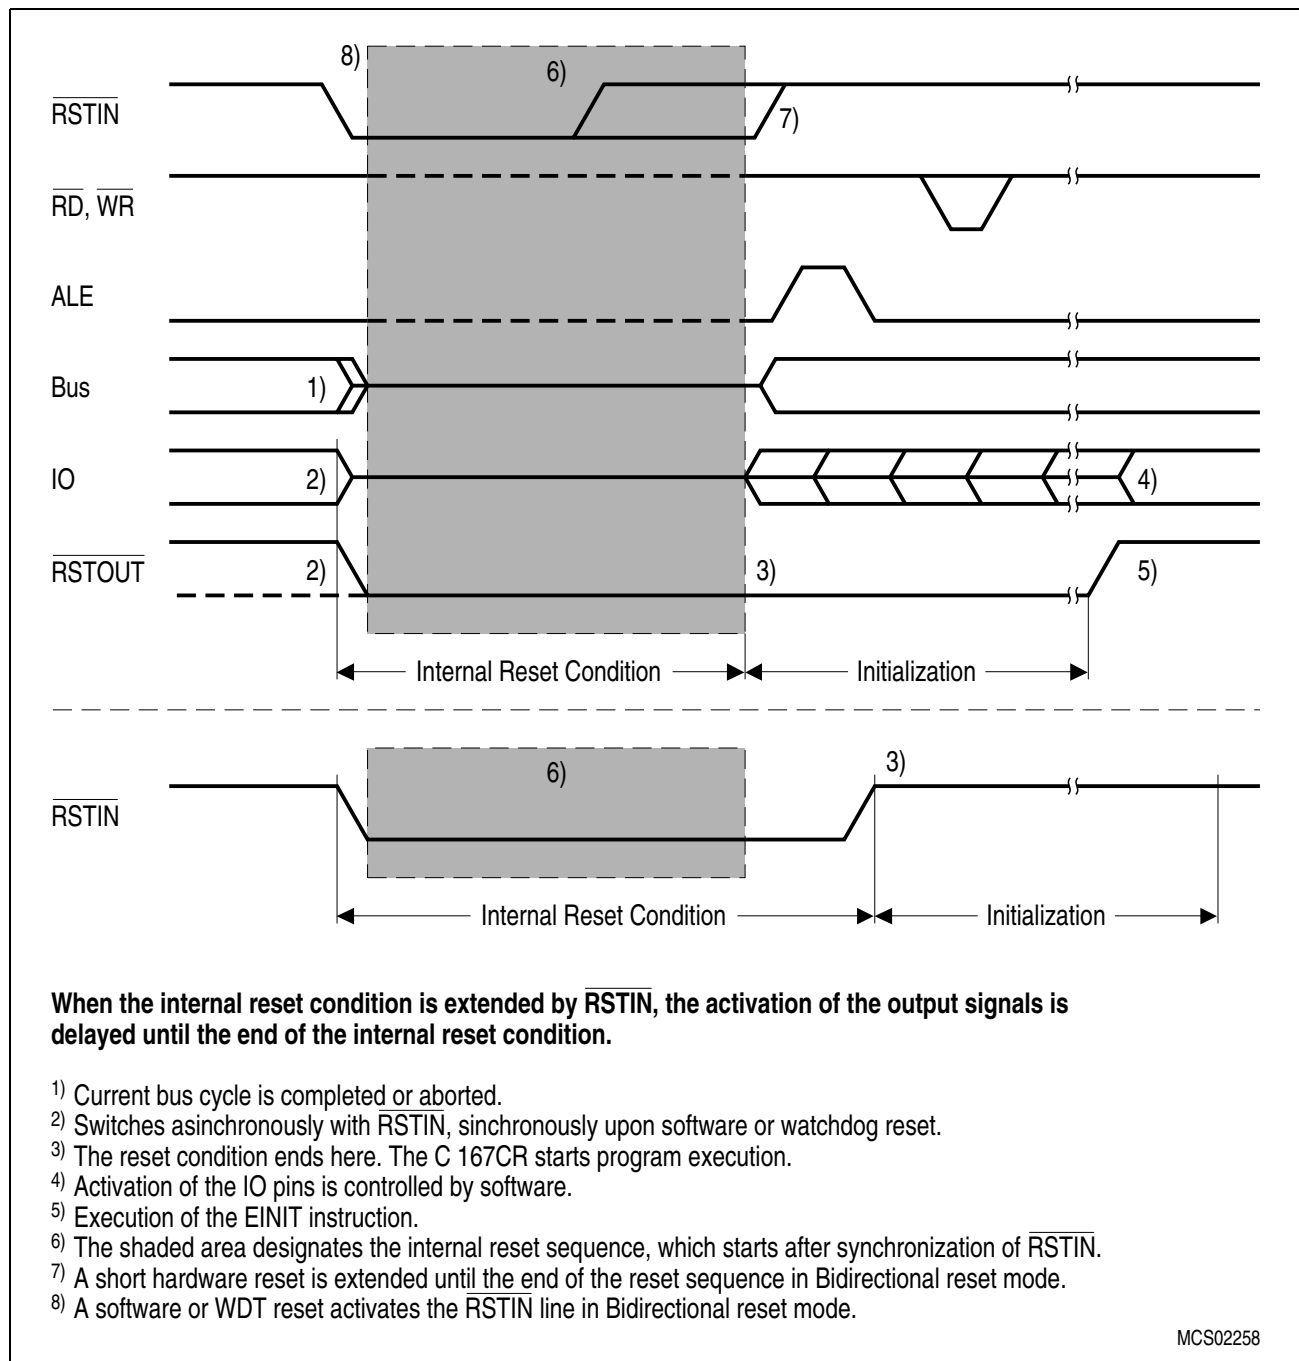 8)
6)
RSTIN
7)
RD, WR
ALE
Bus
1)
IO
2)
4)
RSTOUT
2)
3)
5)
Internal Reset Condition
Initialization
6)
3)
RSTIN
Internal Reset Condition
Initialization
When the internal reset condition is extended by RSTIN, the activation of the output signals is
delayed until the end of the internal reset condition.
1) Current bus cycle is completed or aborted.
2) Switches asinchronously with RSTIN, sinchronously upon software or watchdog reset.
3) The reset condition ends here. The C 167CR starts program execution.
4) Activation of the IO pins is controlled by software.
5) Execution of the EINIT instruction.
6) The shaded area designates the internal reset sequence, which starts after synchronization of RSTIN.
7) A short hardware reset is extended until the end of the reset sequence in Bidirectional reset mode.
8) A software or WDT reset activates the RSTIN line in Bidirectional reset mode.
MCS02258